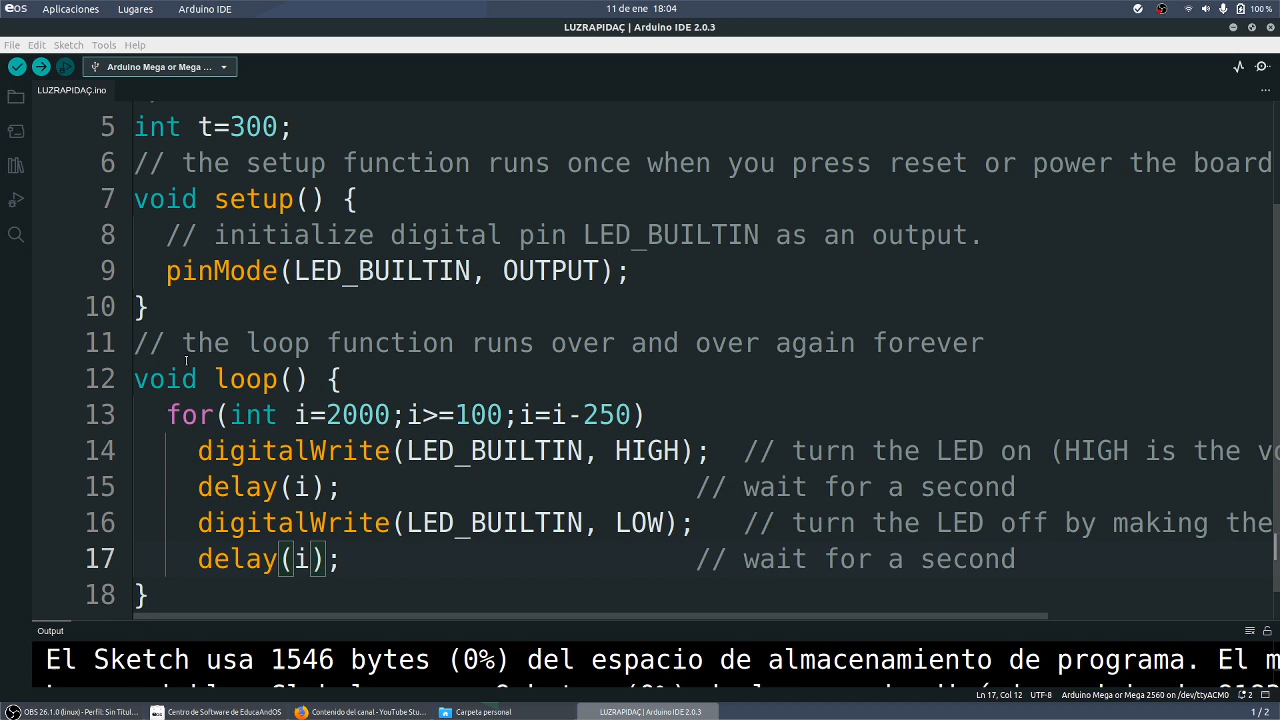 eos Aplicaciones Lugares Arduino IDE 11 de ene 18:04 100 %
LUZRAPIDAÇ | Arduino IDE 2.0.3
File Edit Sketch Tools Help
Arduino Mega or Mega ...
LUZRAPIDAÇ.ino
5 int t=300;
6 // the setup function runs once when you press reset or power the board
7 void setup() {
8 // initialize digital pin LED_BUILTIN as an output.
9 pinMode(LED_BUILTIN, OUTPUT);
10 }
11 // the loop function runs over and over again forever
12 void loop() {
13 for(int i=2000;i>=100;i=i-250)
14 digitalWrite(LED_BUILTIN, HIGH); // turn the LED on (HIGH is the vo
15 delay(i); // wait for a second
16 digitalWrite(LED_BUILTIN, LOW); // turn the LED off by making the
17 delay(i); // wait for a second
18 }
Output
El Sketch usa 1546 bytes (0%) del espacio de almacenamiento de programa. El m
Ln 17, Col 12 UTF-8 Arduino Mega or Mega 2560 on /dev/ttyACM0 2
OBS 26.1.0 (linux) - Perfil: Sin Titul... Centro de Software de EducaAndOS Contenido del canal - YouTube Stu... Carpeta personal LUZRAPIDAÇ | Arduino IDE 2.0.3 1 / 2